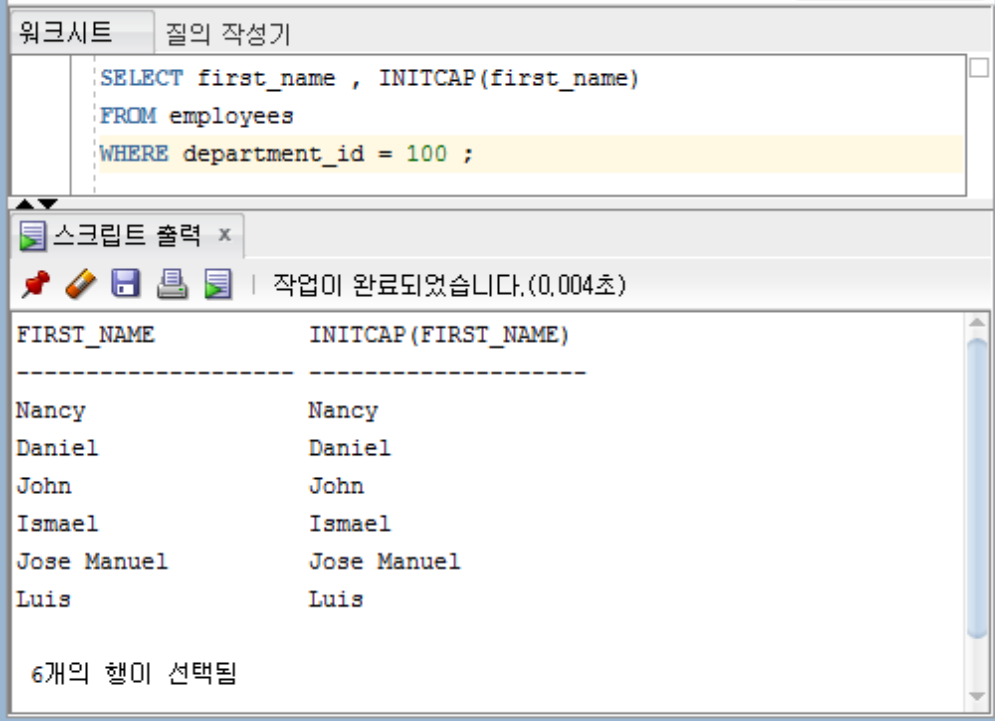 워크시트 질의 작성기
SELECT first_name , INITCAP(first_name)
FROM employees
WHERE department_id = 100 ;
스크립트 출력 x
작업이 완료되었습니다.(0,004초)
FIRST_NAME INITCAP(FIRST_NAME)
-------------------- --------------------
Nancy Nancy
Daniel Daniel
John John
Ismael Ismael
Jose Manuel Jose Manuel
Luis Luis
6개의 행이 선택됨